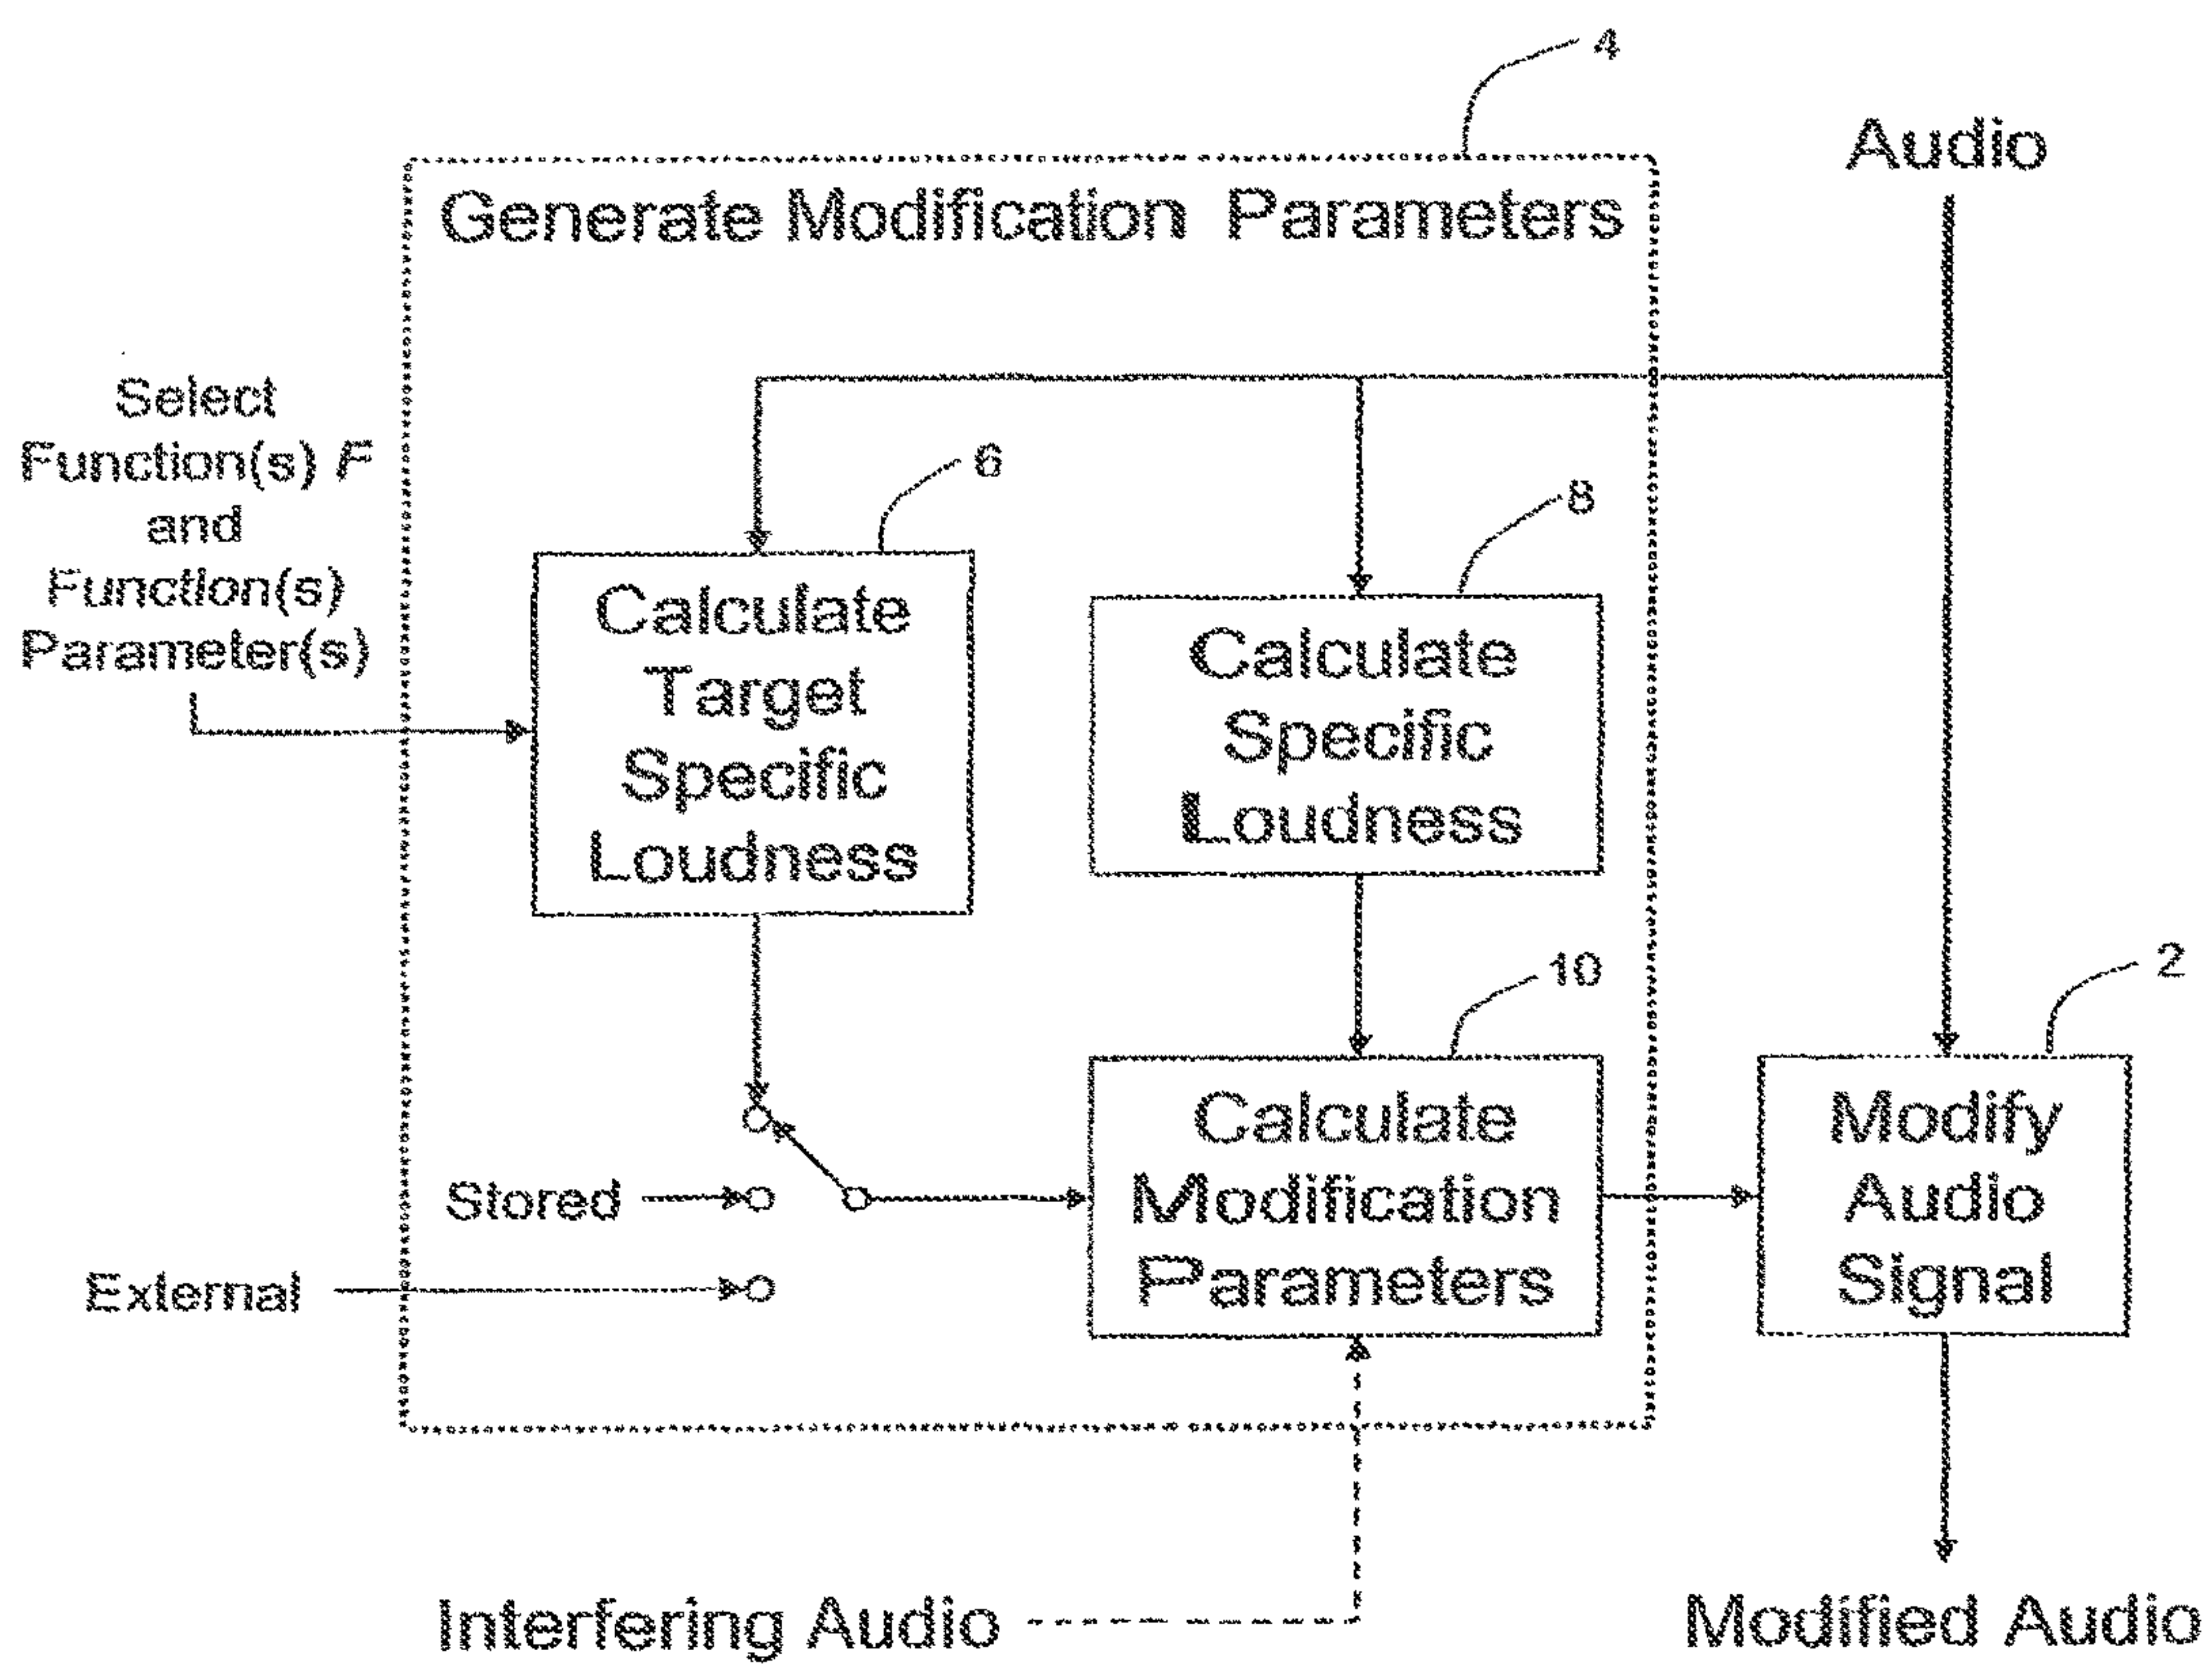 4
Audio
Generate Modification Parameters
Select
Function(s) F
and
Function(s)
Parameter(s)
6
8
Calculate
Target
Specific
Loudness
Calculate
Specific
Loudness
10
2
Calculate
Modification
Parameters
Modify
Audio
Signal
Stored
External
Interfering Audio
Modified Audio